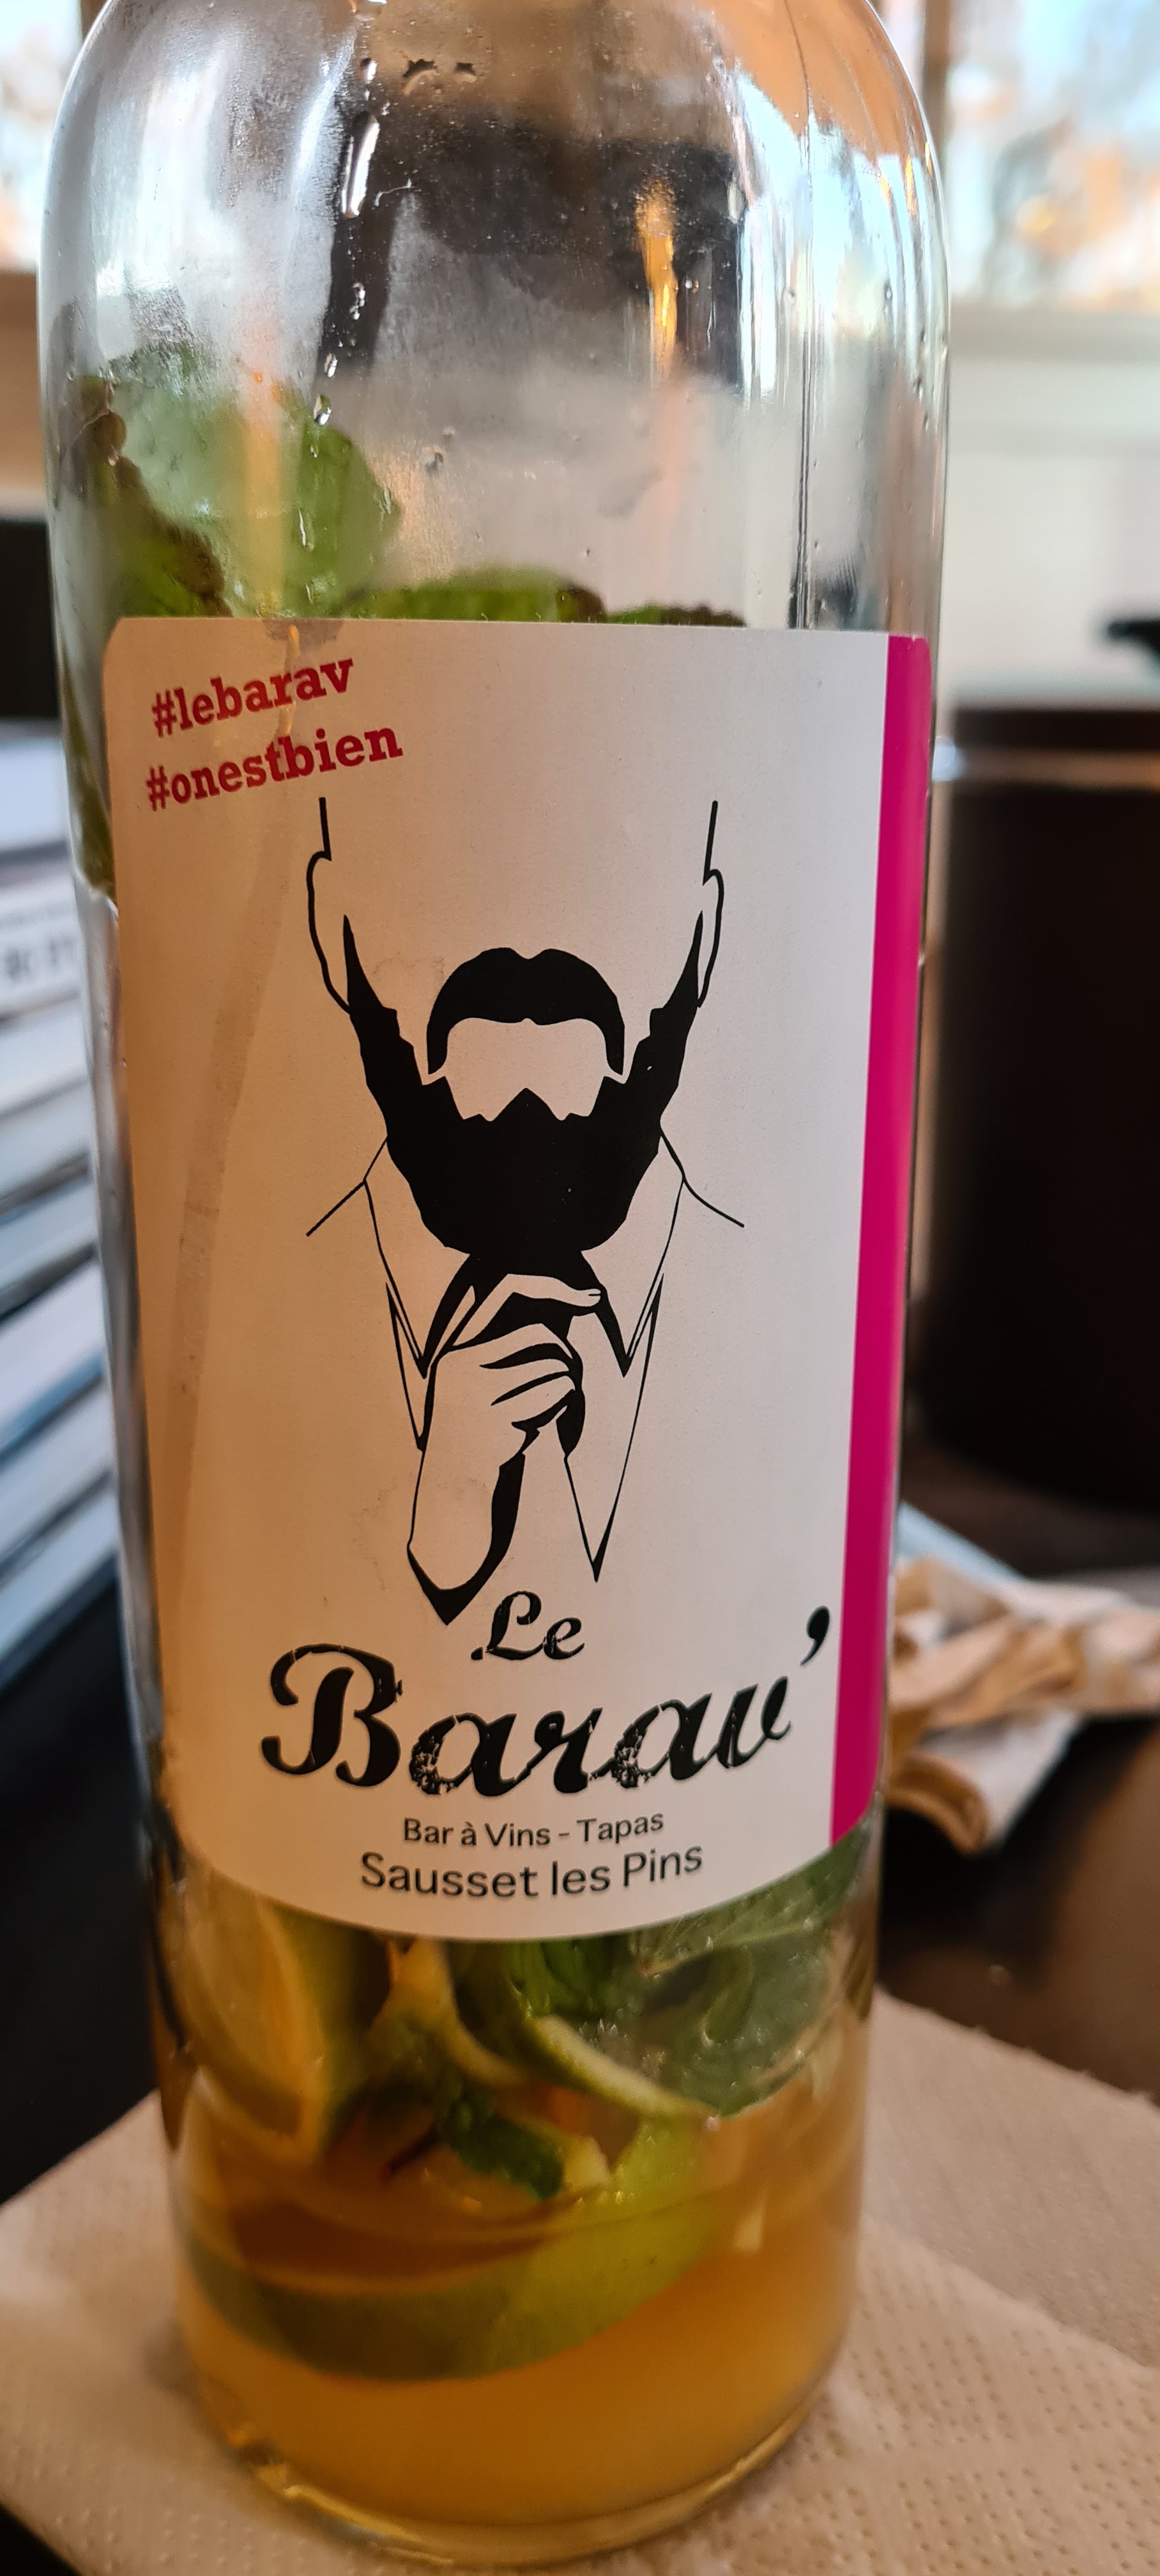 #lebarav
#onestbien
Le
Barav'
Bar à Vins - Tapas
Sausset les Pins